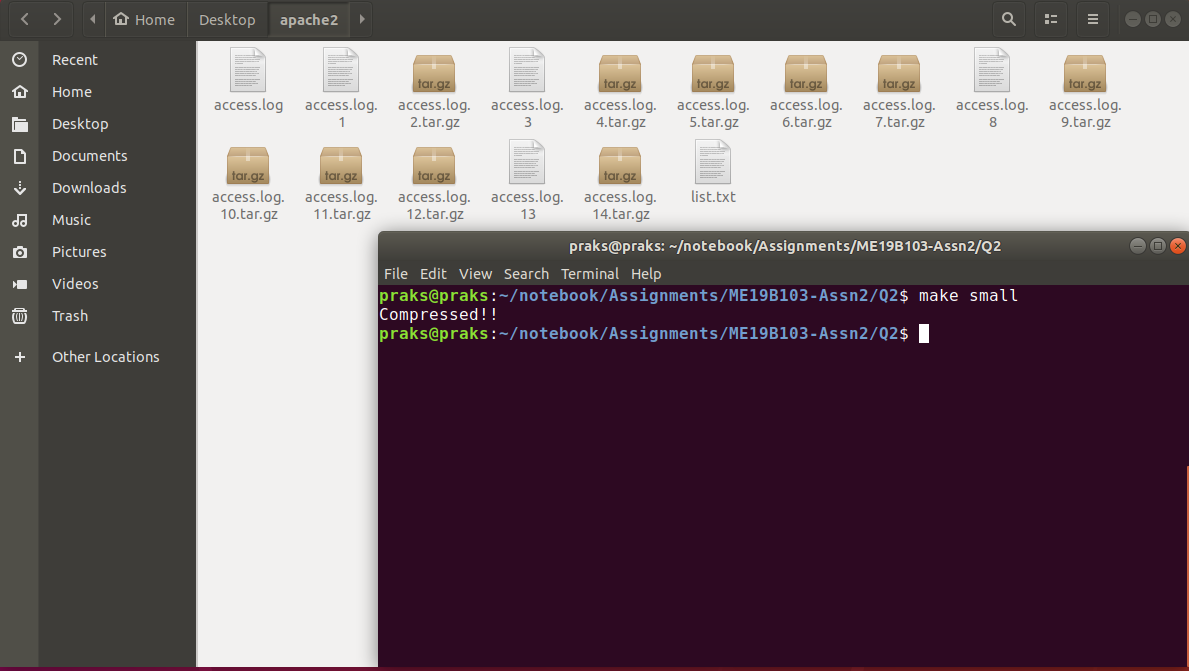 Home Desktop apache2
Recent
Home
Desktop
Documents
Downloads
Music
Pictures
Videos
Trash
Other Locations
access.log
access.log.
1
tar.gz
access.log.
2.tar.gz
access.log.
3
tar.gz
access.log.
4.tar.gz
tar.gz
access.log.
5.tar.gz
tar.gz
access.log.
6.tar.gz
tar.gz
access.log.
7.tar.gz
access.log.
8
tar.gz
access.log.
9.tar.gz
tar.gz
access.log.
10.tar.gz
tar.gz
access.log.
11.tar.gz
tar.gz
access.log.
12.tar.gz
access.log.
13
tar.gz
access.log.
14.tar.gz
list.txt
praks@praks: ~/notebook/Assignments/ME19B103-Assn2/Q2
File Edit View Search Terminal Help
praks@praks:~/notebook/Assignments/ME19B103-Assn2/Q2$ make small
Compressed!!
praks@praks:~/notebook/Assignments/ME19B103-Assn2/Q2$